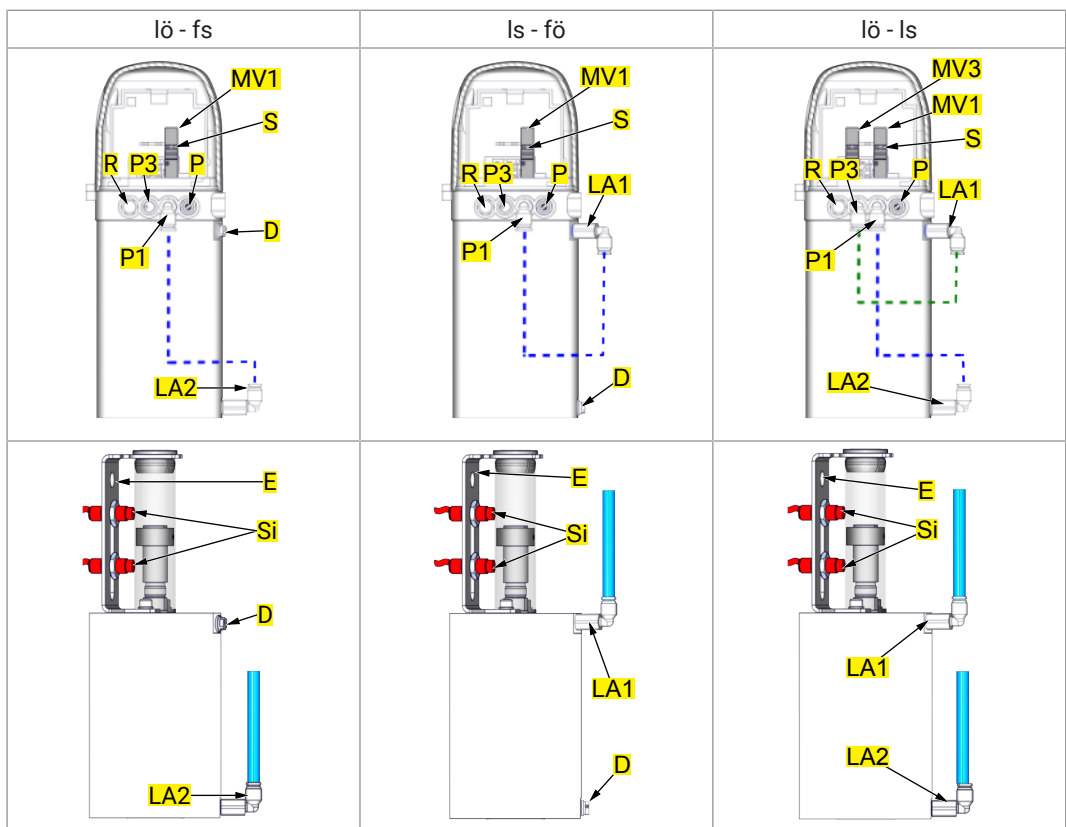 lö - fs
ls - fö
lö - ls
MV1
S
R P3 P
D
P1
LA2
MV1
S
R P3 P
LA1
P1
D
MV3
MV1
S
R P3 P
LA1
P1
LA2
E
Si
D
LA2
E
Si
LA1
D
E
Si
LA1
LA2